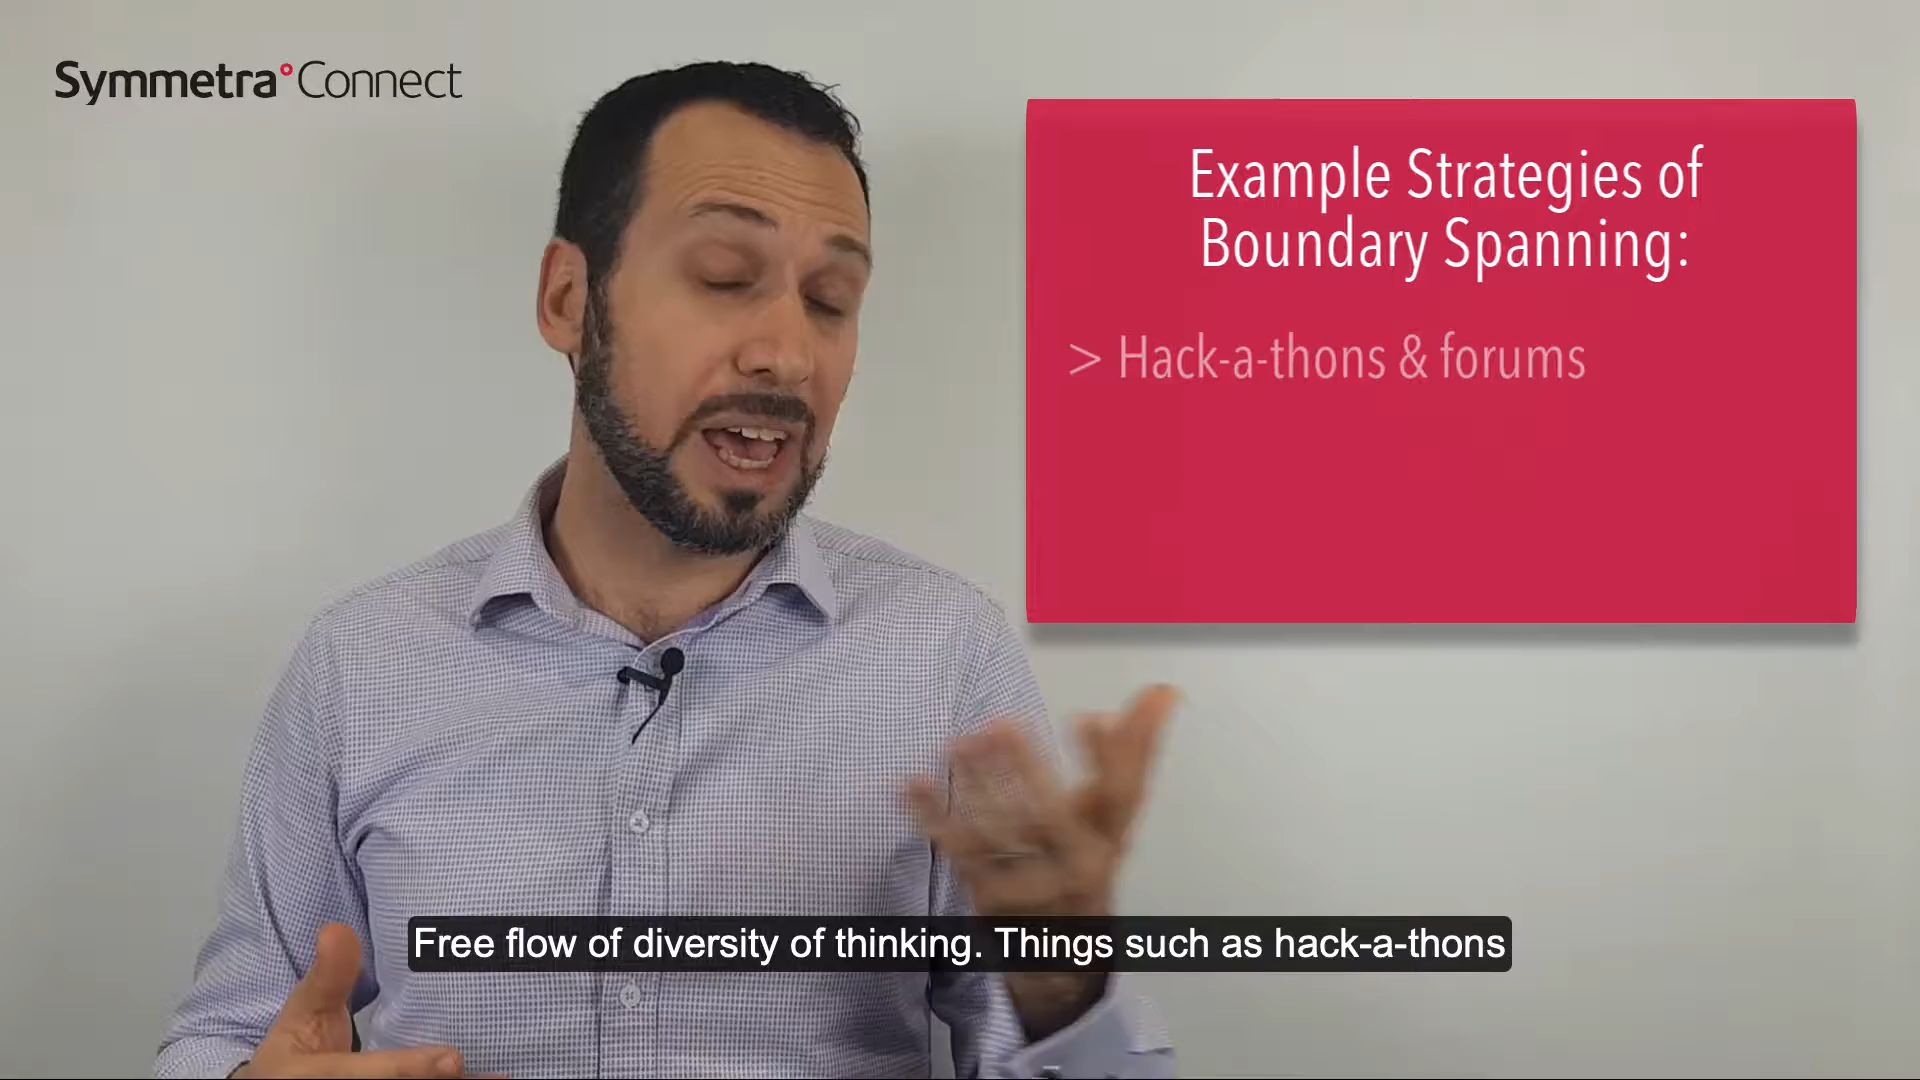 Symmetra°Connect
Example Strategies of
Boundary Spanning:
> Hack-a-thons & forums
Free flow of diversity of thinking. Things such as hack-a-thons